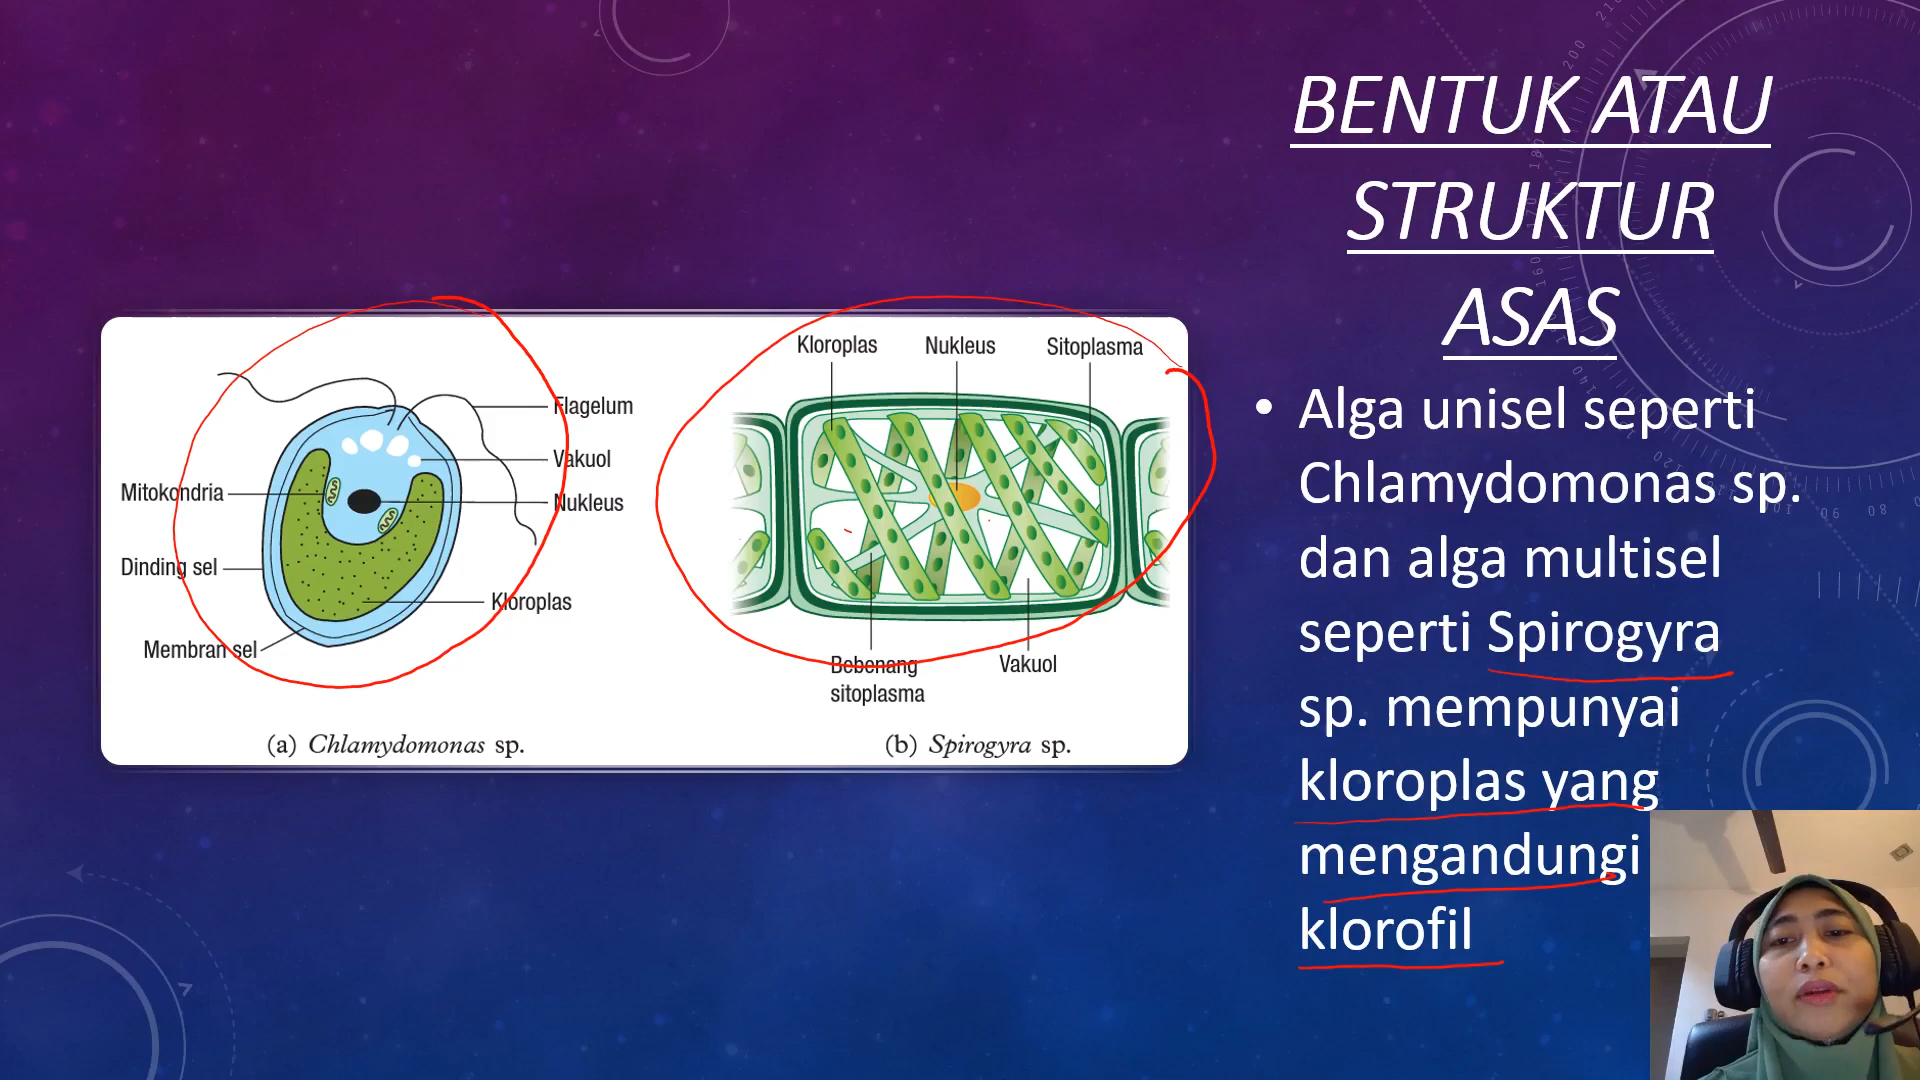 BENTUK ATAU
STRUKTUR
ASAS
Kloroplas
Nukleus
Sitoplasma
Flagelum
Vakuol
Mitokondria
Nukleus
Dinding sel
Kloroplas
Membran sel
Bebenang
sitoplasma
Vakuol
(a) Chlamydomonas sp.
(b) Spirogyra sp.
• Alga unisel seperti
Chlamydomonas sp.
dan alga multisel
seperti Spirogyra
sp. mempunyai
kloroplas yang
mengandungi
klorofil